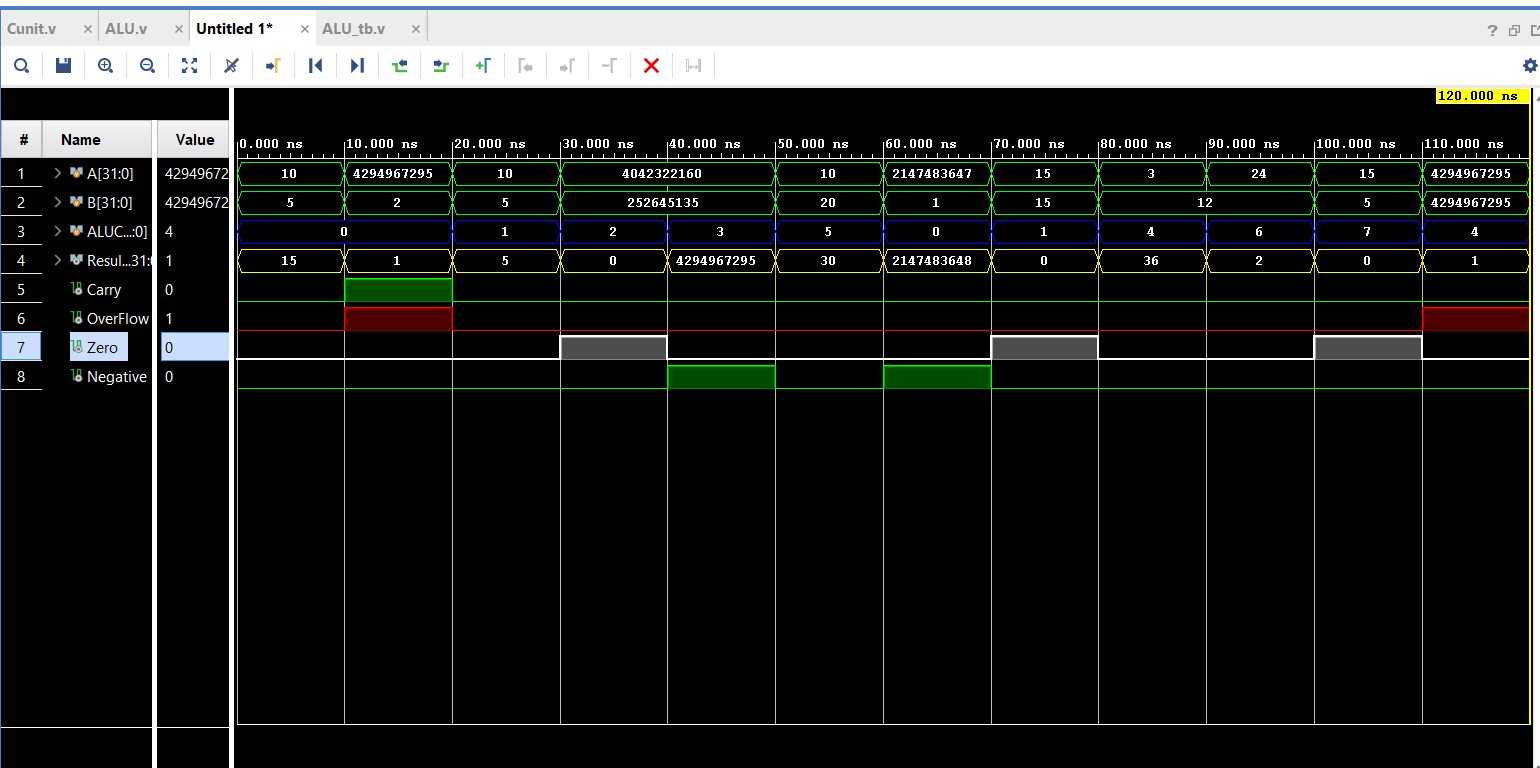 Cunit.v × ALU.v × Untitled 1* × ALU_tb.v × ?
120.000 ns
# Name Value 0.000 ns 10.000 ns 20.000 ns 30.000 ns 40.000 ns 50.000 ns 60.000 ns 70.000 ns 80.000 ns 90.000 ns 100.000 ns 110.000 ns
1 > A[31:0] 42949672 10 4294967295 10 4042322160 10 2147483647 15 3 24 15 4294967295
2 > B[31:0] 42949672 5 2 5 252645135 20 1 15 12 5 4294967295
3 > ALUC...:0] 4 0 1 2 3 5 0 1 4 6 7 4
4 > Resul...31:0 1 15 1 5 0 4294967295 30 2147483648 0 36 2 0 1
5 Carry 0
6 OverFlow 1
7 Zero 0
8 Negative 0